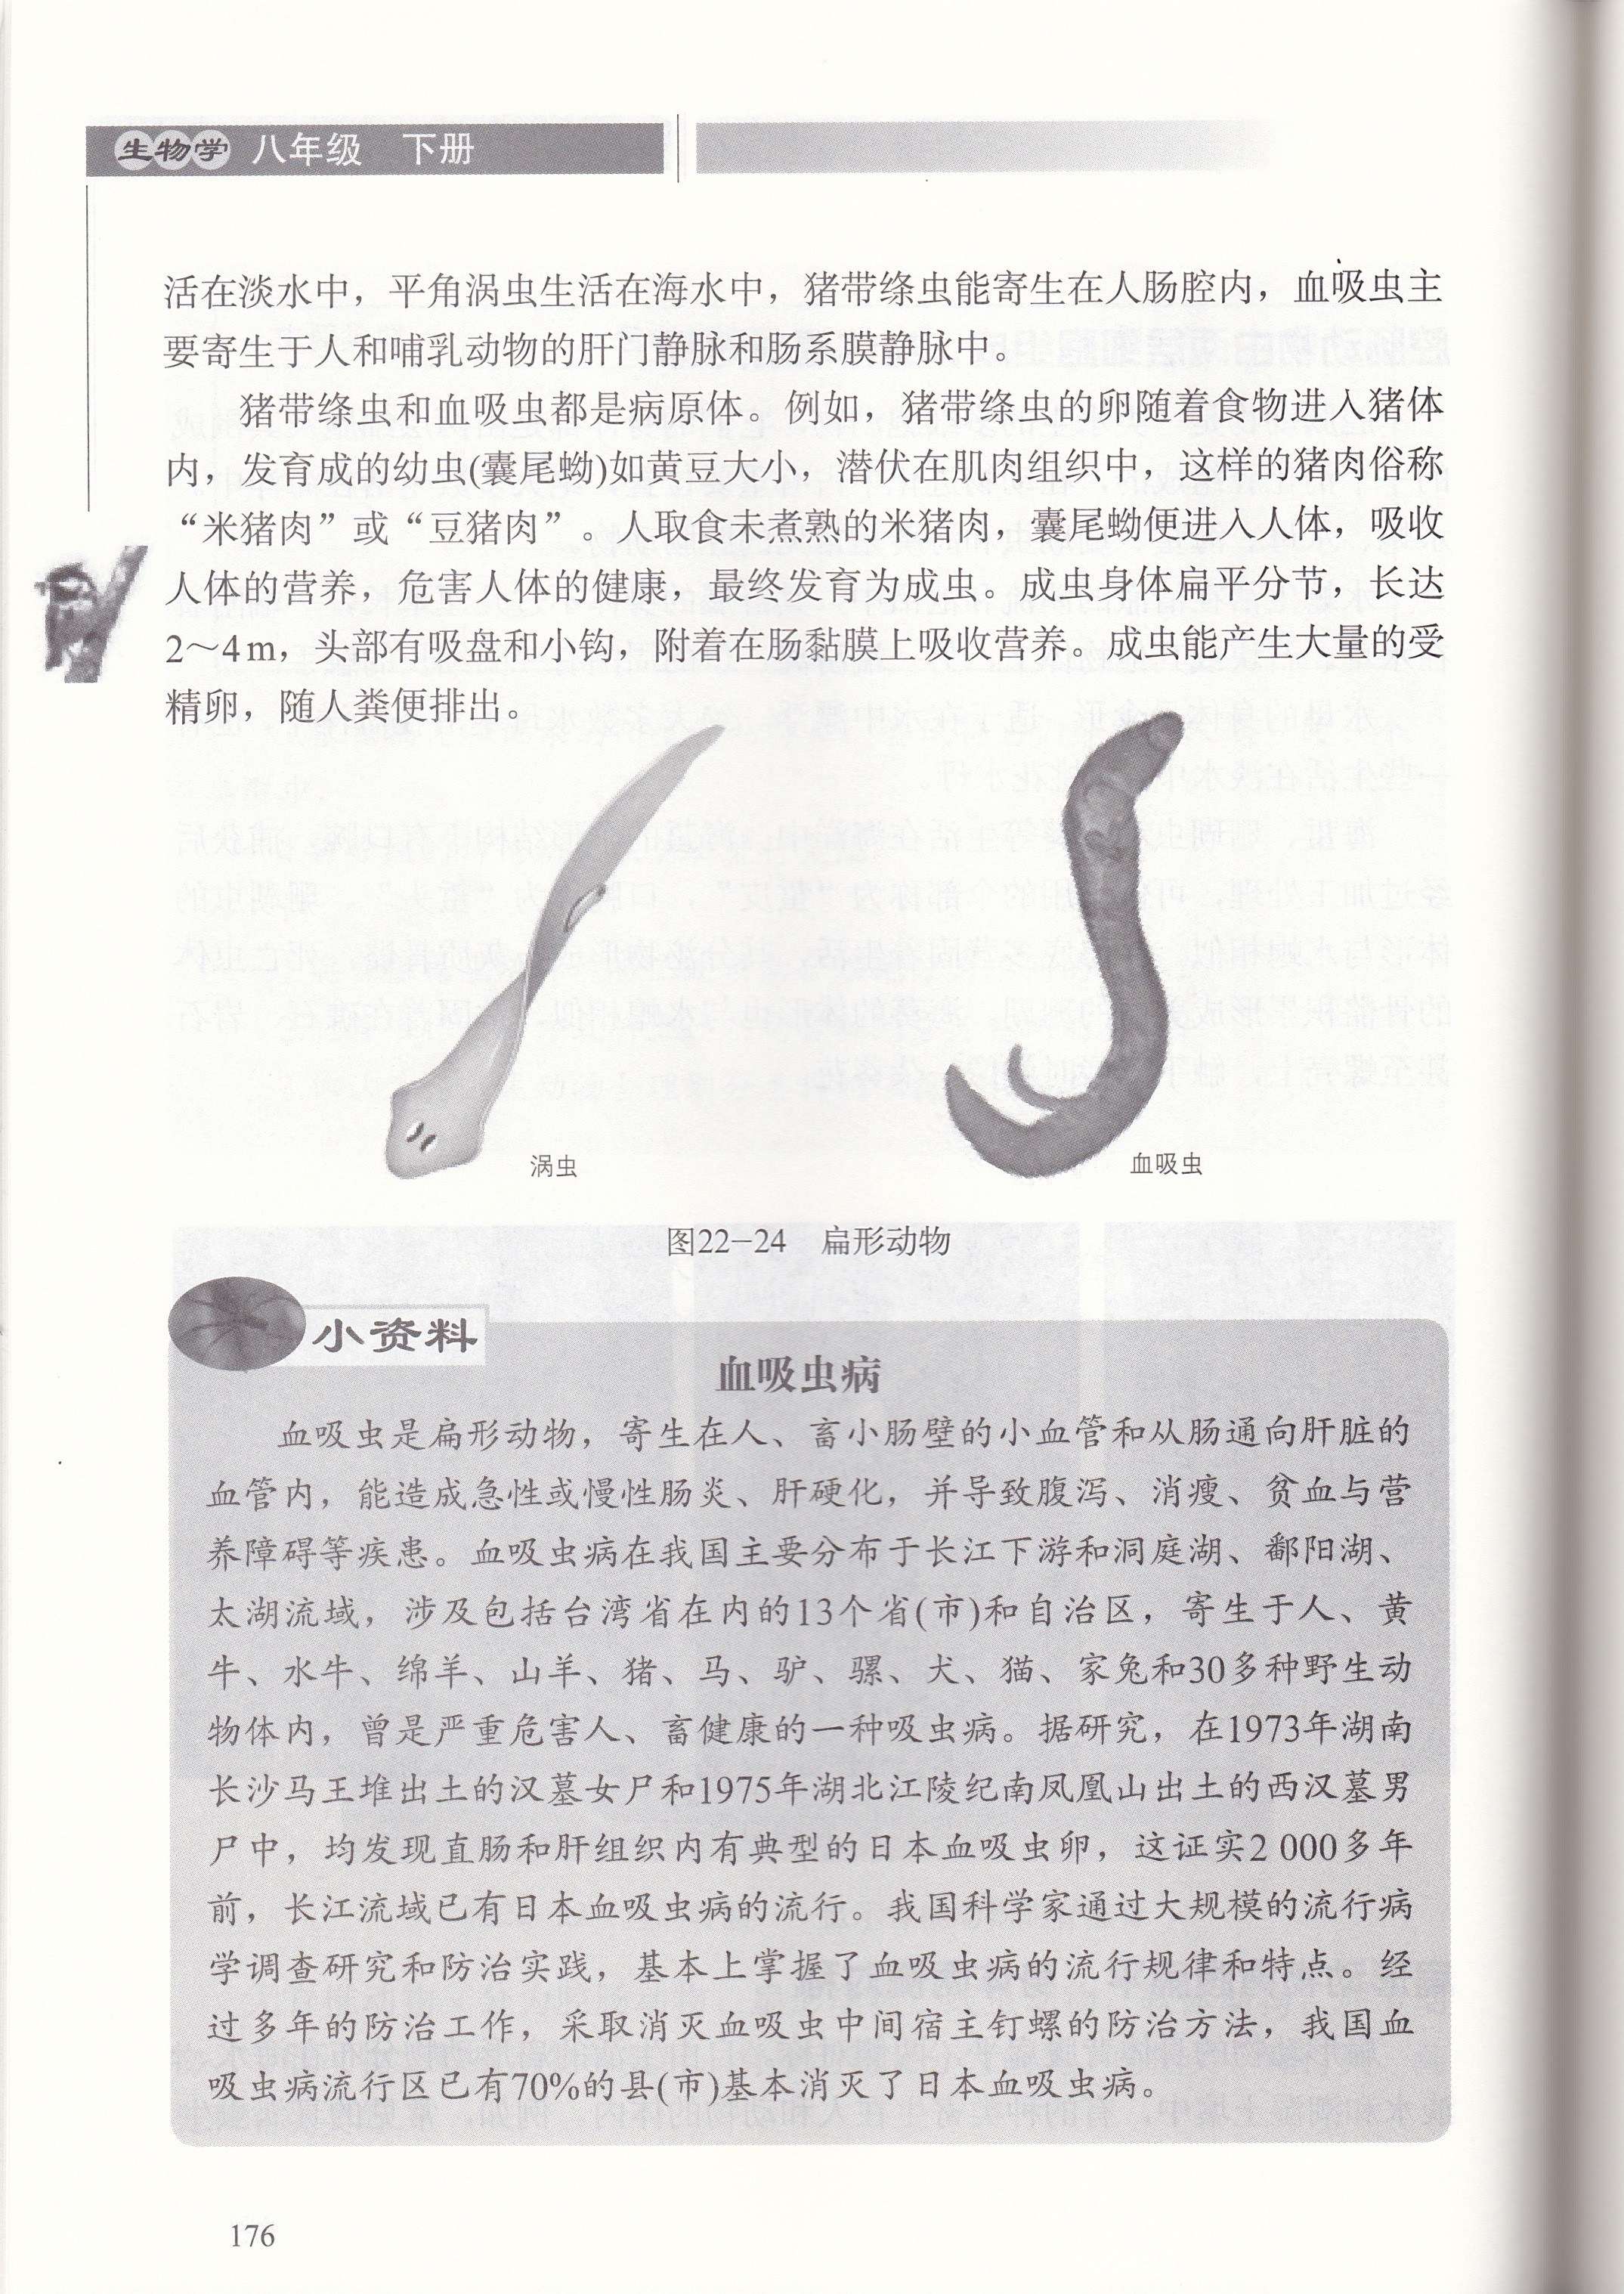 生物学 八年级 下册
活在淡水中，平角涡虫生活在海水中，猪带绦虫能寄生在人肠腔内，血吸虫主
要寄生于人和哺乳动物的肝门静脉和肠系膜静脉中。
猪带绦虫和血吸虫都是病原体。例如，猪带绦虫的卵随着食物进入猪体
内，发育成的幼虫(囊尾蚴)如黄豆大小，潜伏在肌肉组织中，这样的猪肉俗称
“米猪肉”或“豆猪肉”。人取食未煮熟的米猪肉，囊尾蚴便进入人体，吸收
人体的营养，危害人体的健康，最终发育为成虫。成虫身体扁平分节，长达
2～4m，头部有吸盘和小钩，附着在肠黏膜上吸收营养。成虫能产生大量的受
精卵，随人粪便排出。
涡虫
血吸虫
图22－24 扁形动物
小资料
血吸虫病
血吸虫是扁形动物，寄生在人、畜小肠壁的小血管和从肠通向肝脏的
血管内，能造成急性或慢性肠炎、肝硬化，并导致腹泻、消瘦、贫血与营
养障碍等疾患。血吸虫病在我国主要分布于长江下游和洞庭湖、鄱阳湖、
太湖流域，涉及包括台湾省在内的13个省(市)和自治区，寄生于人、黄
牛、水牛、绵羊、山羊、猪、马、驴、骡、犬、猫、家兔和30多种野生动
物体内，曾是严重危害人、畜健康的一种吸虫病。据研究，在1973年湖南
长沙马王堆出土的汉墓女尸和1975年湖北江陵纪南凤凰山出土的西汉墓男
尸中，均发现直肠和肝组织内有典型的日本血吸虫卵，这证实2 000多年
前，长江流域已有日本血吸虫病的流行。我国科学家通过大规模的流行病
学调查研究和防治实践，基本上掌握了血吸虫病的流行规律和特点。经
过多年的防治工作，采取消灭血吸虫中间宿主钉螺的防治方法，我国血
吸虫病流行区已有70%的县(市)基本消灭了日本血吸虫病。
176